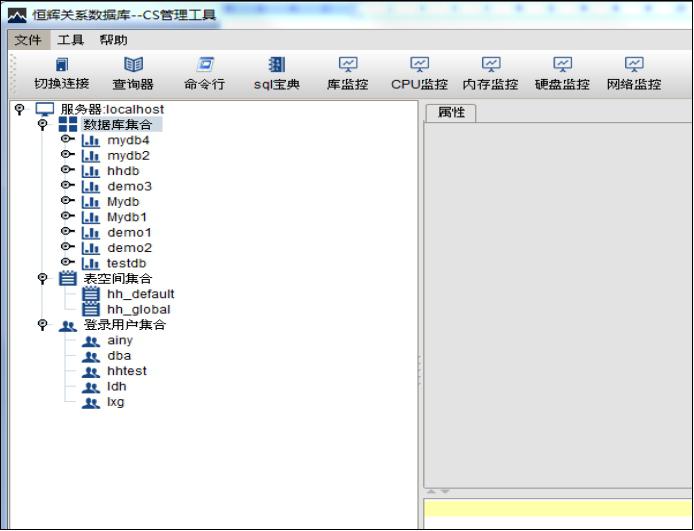 恒辉关系数据库--CS管理工具
文件 工具 帮助
切换连接 查询器 命令行 sql宝典 库监控 CPU监控 内存监控 硬盘监控 网络监控
服务器:localhost
属性
数据库集合
mydb4
mydb2
hhdb
demo3
Mydb
Mydb1
demo1
demo2
testdb
表空间集合
hh_default
hh_global
登录用户集合
ainy
dba
hhtest
ldh
lxg